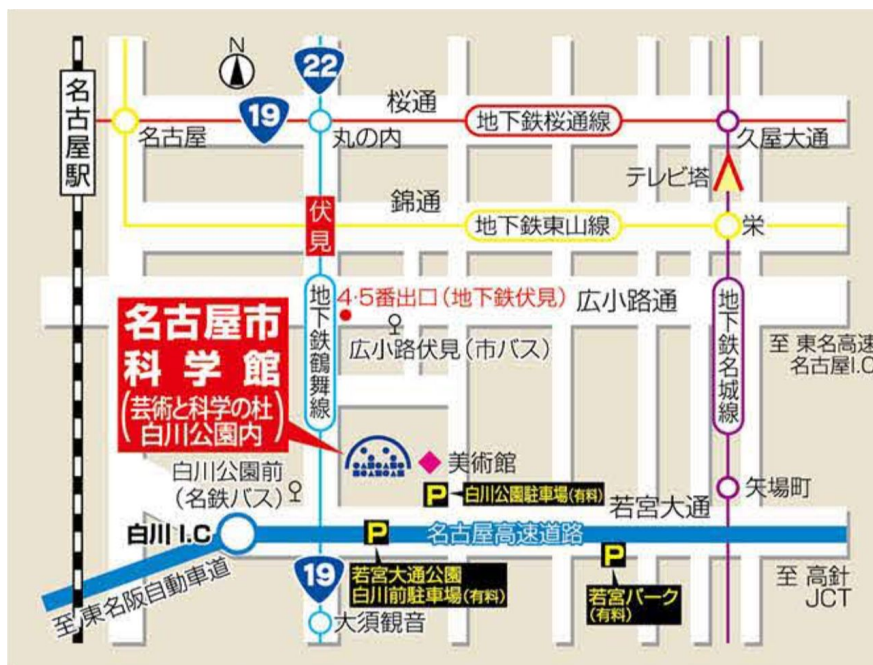 N
22
19
桜通
地下鉄桜通線
名古屋駅
名古屋
丸の内
久屋大通
テレビ塔
錦通
伏見
地下鉄東山線
栄
4・5番出口(地下鉄伏見)
広小路通
広小路伏見(市バス)
地下鉄鶴舞線
地下鉄名城線
至 東名高速
名古屋I.C
名古屋市
科学館
(芸術と科学の杜
白川公園内)
美術館
白川公園前
(名鉄バス)
P
白川公園駐車場(有料)
若宮大通
矢場町
白川 I.C
P
名古屋高速道路
P
至 東名阪自動車道
19
若宮大通公園
白川前駐車場(有料)
若宮パーク
(有料)
至 高針
JCT
大須観音